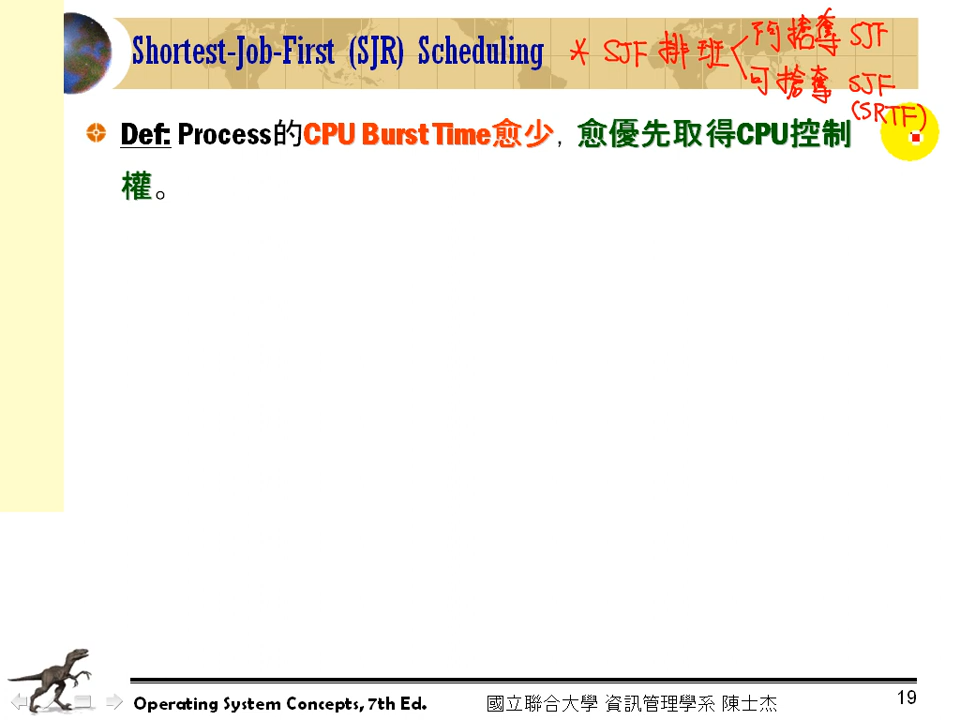 Shortest-Job-First (SJR) Scheduling
* SJF 排班
搶奪 SJF
可搶奪 SJF
(SRTF)
Def: Process的CPU Burst Time愈少，愈優先取得CPU控制
權。
Operating System Concepts, 7th Ed.
國立聯合大學 資訊管理學系 陳士杰
19